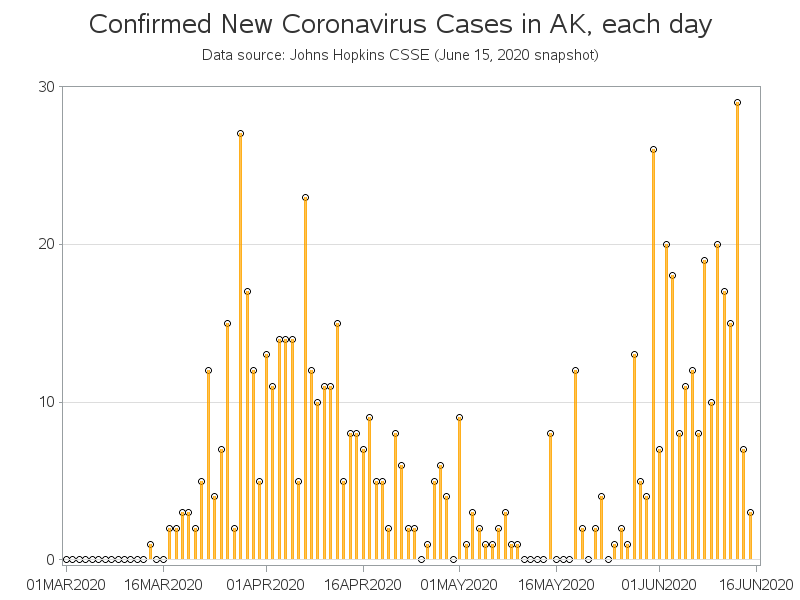 Confirmed New Coronavirus Cases in AK, each day
Data source: Johns Hopkins CSSE (June 15, 2020 snapshot)
30
20
10
0
01MAR2020 16MAR2020 01APR2020 16APR2020 01MAY2020 16MAY2020 01JUN2020 16JUN2020